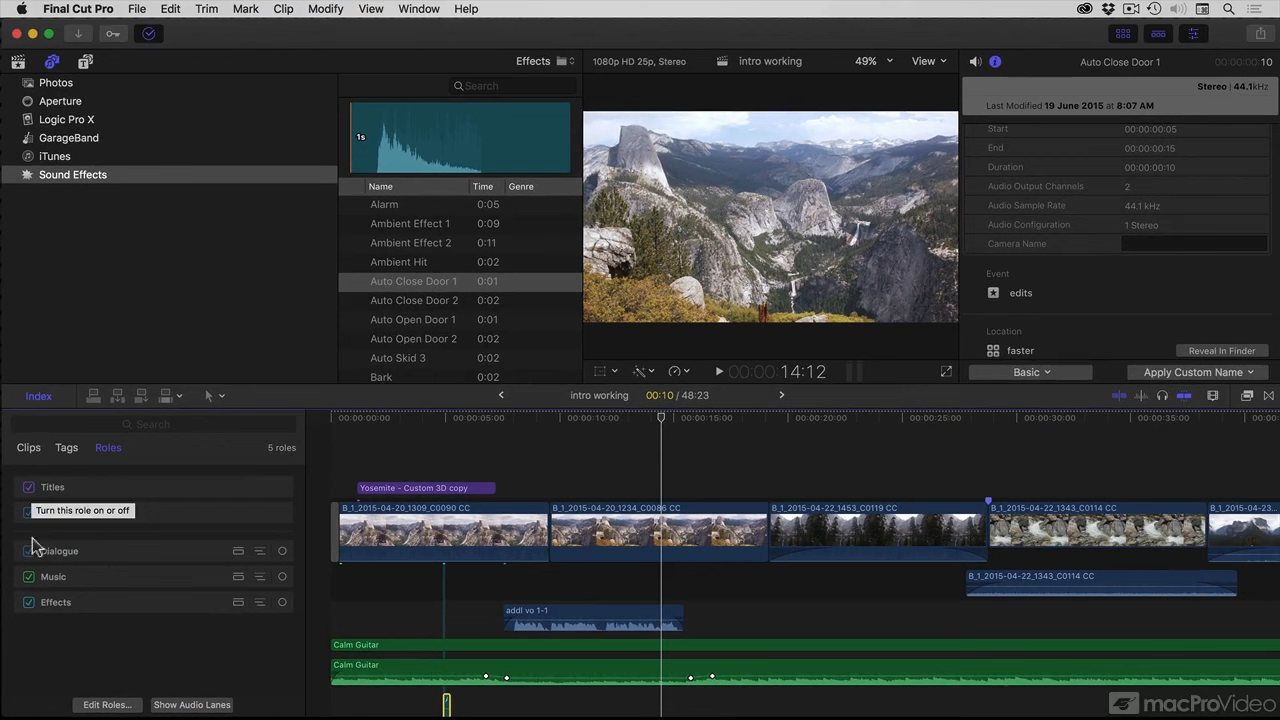 Final Cut Pro File Edit Trim Mark Clip Modify View Window Help
Effects
1080p HD 25p, Stereo intro working 49% View
Auto Close Door 1 00:00:00:10
Photos
Aperture
Logic Pro X
GarageBand
iTunes
Sound Effects
Search
1s
Name Time Genre
Alarm 0:05
Ambient Effect 1 0:09
Ambient Effect 2 0:11
Ambient Hit 0:02
Auto Close Door 1 0:01
Auto Close Door 2 0:02
Auto Open Door 1 0:01
Auto Open Door 2 0:02
Auto Skid 3 0:02
Bark 0:02
00:00:00:14:12
Stereo | 44.1kHz
Last Modified 19 June 2015 at 8:07 AM
Start 00:00:00:05
End 00:00:00:15
Duration 00:00:00:10
Audio Output Channels 2
Audio Sample Rate 44.1 kHz
Audio Configuration 1 Stereo
Camera Name
Event
edits
Location
faster Reveal In Finder
Basic Apply Custom Name
Index intro working 00:10 / 48:23
Search
Clips Tags Roles 5 roles
Titles
Turn this role on or off
Dialogue
Music
Effects
Edit Roles... Show Audio Lanes
00:00:00:00 00:00:05:00 00:00:10:00 00:00:15:00 00:00:20:00 00:00:25:00 00:00:30:00 00:00:35:00
Yosemite - Custom 3D copy
B_1_2015-04-20_1309_C0090 CC B_1_2015-04-20_1234_C0086 CC B_1_2015-04-22_1453_C0119 CC B_1_2015-04-22_1343_C0114 CC B_1_2015-04-23...
B_1_2015-04-22_1343_C0114 CC
addl vo 1-1
Calm Guitar
Calm Guitar
macProVideo